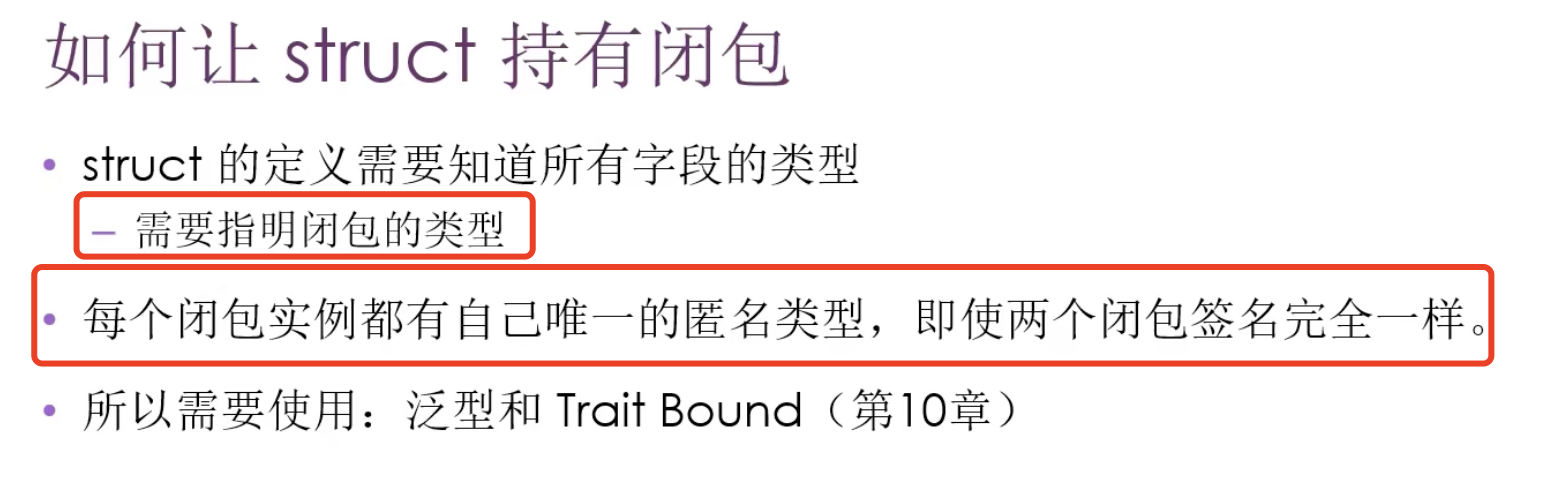 如何让 struct 持有闭包
• struct 的定义需要知道所有字段的类型
– 需要指明闭包的类型
• 每个闭包实例都有自己唯一的匿名类型，即使两个闭包签名完全一样。
• 所以需要使用：泛型和 Trait Bound（第10章）